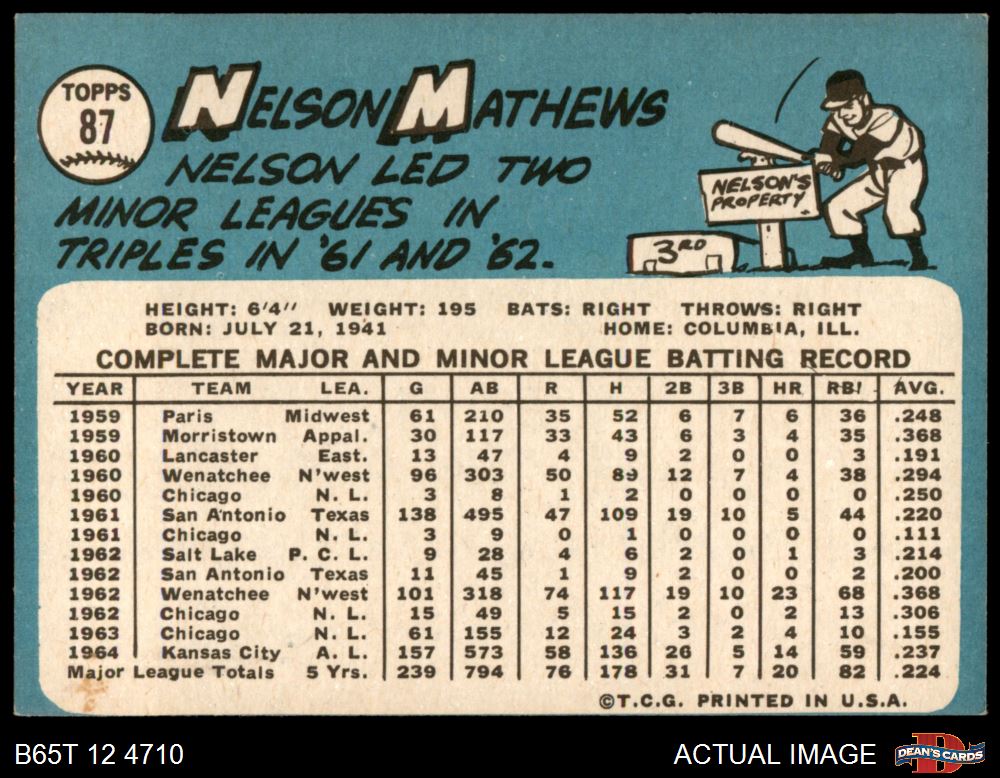 TOPPS
87
NELSON MATHEWS
NELSON LED TWO
MINOR LEAGUES IN
TRIPLES IN '61 AND '62.
NELSON'S
PROPERTY
3RD
HEIGHT: 6'4" WEIGHT: 195 BATS: RIGHT THROWS: RIGHT
BORN: JULY 21, 1941 HOME: COLUMBIA, ILL.
COMPLETE MAJOR AND MINOR LEAGUE BATTING RECORD
YEAR TEAM LEA. G AB R H 2B 3B HR RBI AVG.
1959 Paris Midwest 61 210 35 52 6 7 6 36 .248
1959 Morristown Appal. 30 117 33 43 6 3 4 35 .368
1960 Lancaster East. 13 47 4 9 2 0 0 3 .191
1960 Wenatchee N'west 96 303 50 89 12 7 4 38 .294
1960 Chicago N. L. 3 8 1 2 0 0 0 0 .250
1961 San Antonio Texas 138 495 47 109 19 10 5 44 .220
1961 Chicago N. L. 3 9 0 1 0 0 0 0 .111
1962 Salt Lake P. C. L. 9 28 4 6 2 0 1 3 .214
1962 San Antonio Texas 11 45 1 9 2 0 0 2 .200
1962 Wenatchee N'west 101 318 74 117 19 10 23 68 .368
1962 Chicago N. L. 15 49 5 15 2 0 2 13 .306
1963 Chicago N. L. 61 155 12 24 3 2 4 10 .155
1964 Kansas City A. L. 157 573 58 136 26 5 14 59 .237
Major League Totals 5 Yrs. 239 794 76 178 31 7 20 82 .224
©T.C.G. PRINTED IN U.S.A.
B65T 12 4710 ACTUAL IMAGE DEAN'S CARDS